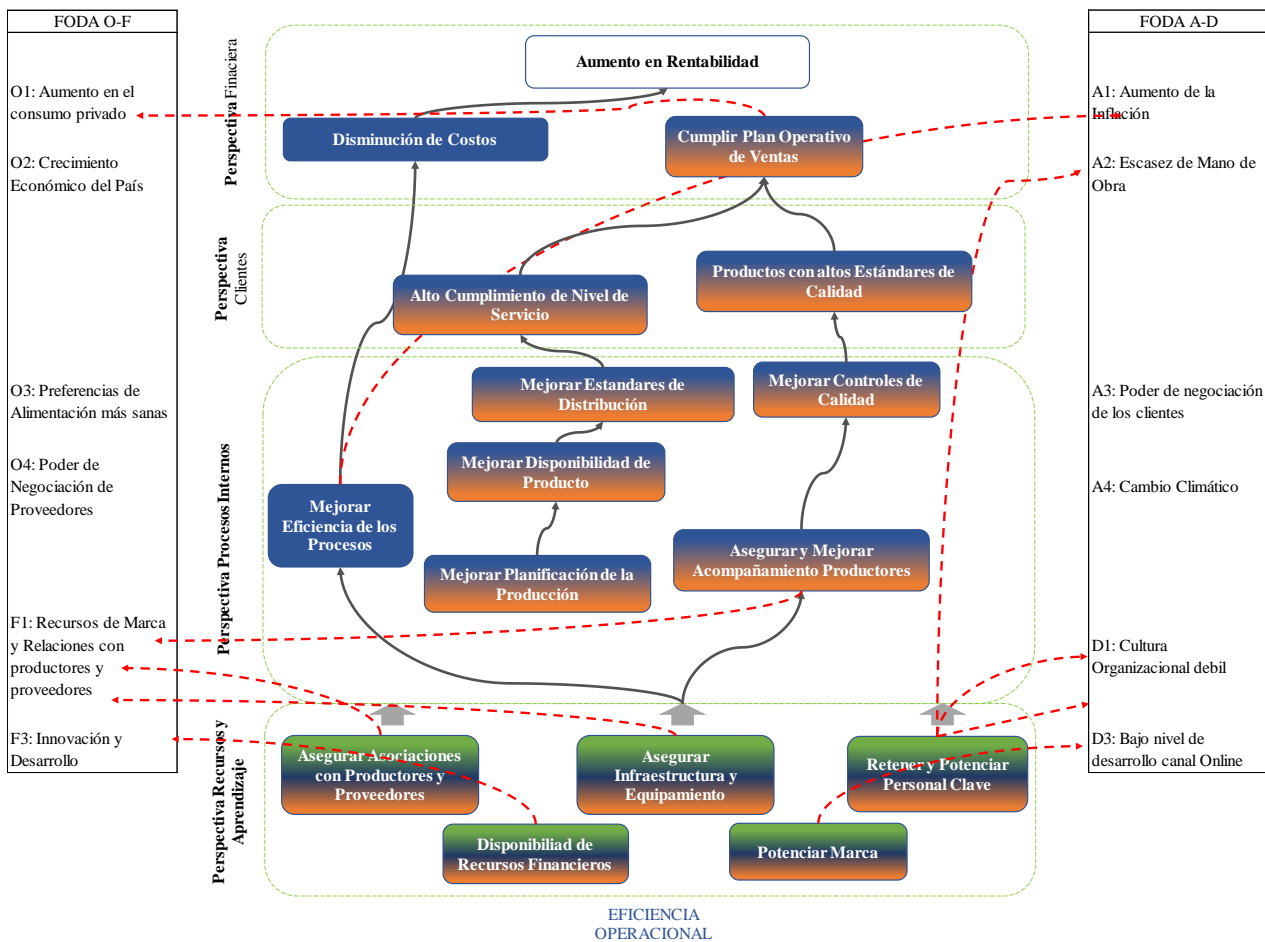 FODA O-F
O1: Aumento en el
consumo privado
O2: Crecimiento
Económico del País
O3: Preferencias de
Alimentación más sanas
O4: Poder de
Negociación de
Proveedores
F1: Recursos de Marca
y Relaciones con
productores y
proveedores
F3: Innovación y
Desarrollo
Perspectiva Finaciera
Aumento en Rentabilidad
Disminución de Costos
Cumplir Plan Operativo
de Ventas
Perspectiva
Clientes
Alto Cumplimiento de Nivel de
Servicio
Productos con altos Estándares de
Calidad
Perspectiva Procesos Internos
Mejorar Estandares de
Distribución
Mejorar Controles de
Calidad
Mejorar Disponibilidad de
Producto
Mejorar
Eficiencia de los
Procesos
Mejorar Planificación de la
Producción
Asegurar y Mejorar
Acompañamiento Productores
Perspectiva Recursos y
Aprendizaje
Asegurar Asociaciones
con Productores y
Proveedores
Asegurar
Infraestructura y
Equipamiento
Retener y Potenciar
Personal Clave
Disponibiliad de
Recursos Financieros
Potenciar Marca
EFICIENCIA
OPERACIONAL
FODA A-D
A1: Aumento de la
Inflación
A2: Escasez de Mano de
Obra
A3: Poder de negociación
de los clientes
A4: Cambio Climático
D1: Cultura
Organizacional debil
D3: Bajo nivel de
desarrollo canal Online